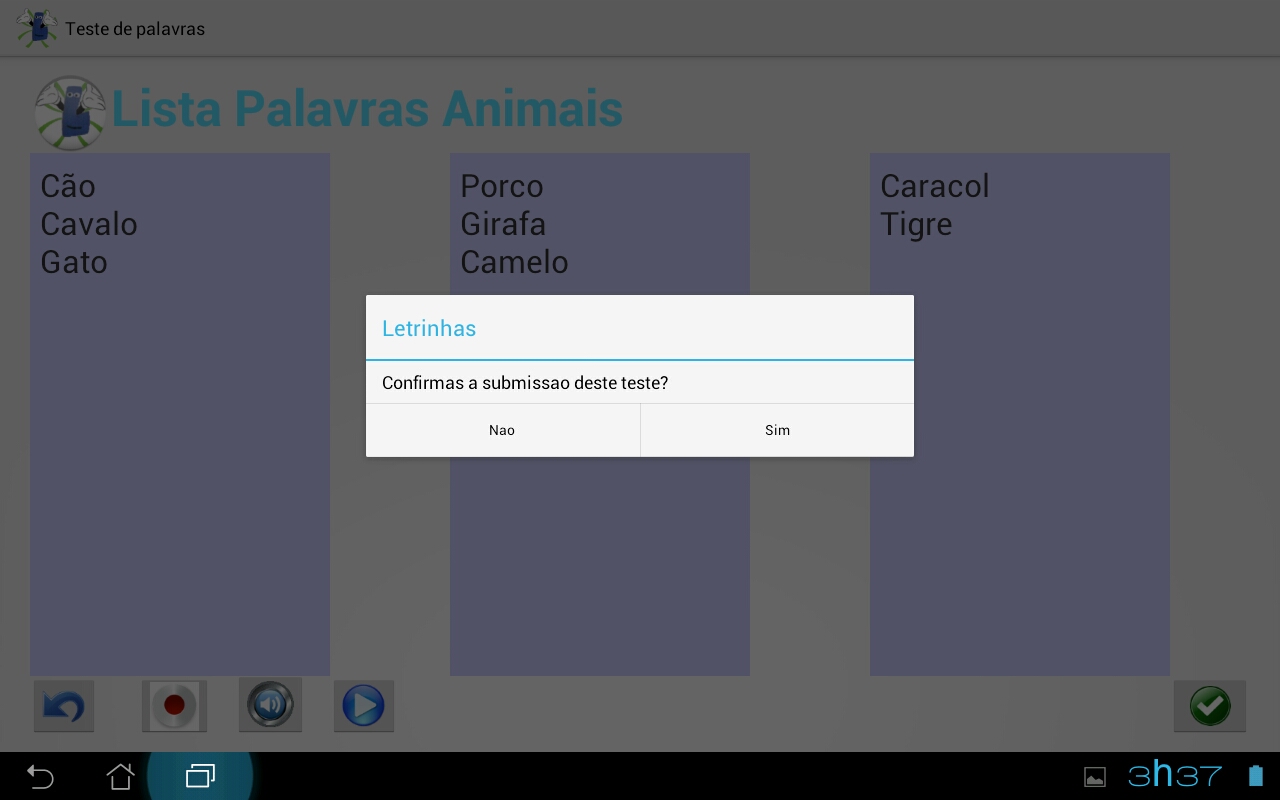 Teste de palavras
Lista Palavras Animais
Cão
Cavalo
Gato
Porco
Girafa
Camelo
Caracol
Tigre
Letrinhas
Confirmas a submissao deste teste?
Nao
Sim
3h37